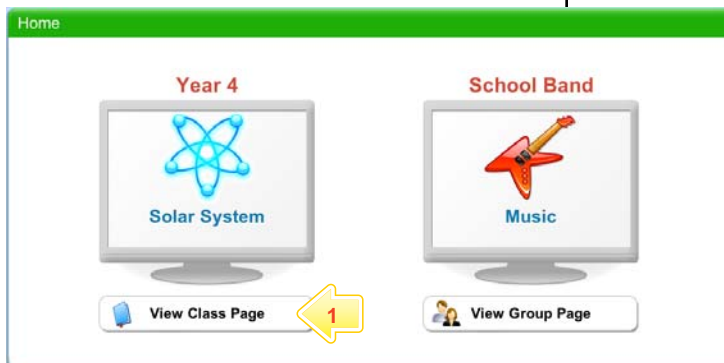 Home
Year 4
School Band
Solar System
Music
View Class Page
1
View Group Page